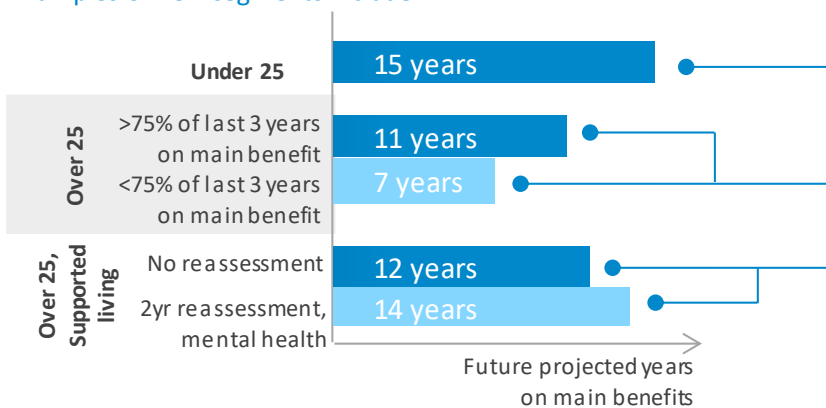 Under 25
15 years
Over 25
>75% of last 3 years
on main benefit
11 years
<75% of last 3 years
on main benefit
7 years
Over 25,
Supported
living
No reassessment
12 years
2yr reassessment,
mental health
14 years
Future projected years
on main benefits